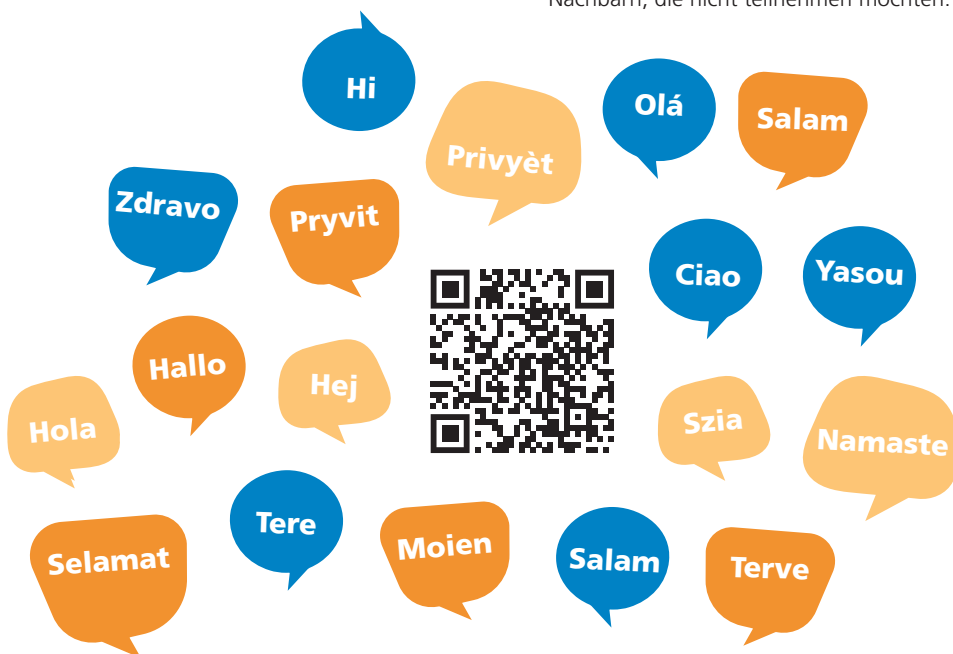 Nachbarn, die nicht teilnehmen möchten.
Hi
Olá
Salam
Privyèt
Zdravo
Pryvit
Ciao
Yasou
Hallo
Hej
Hola
Szia
Namaste
Tere
Moien
Selamat
Salam
Terve